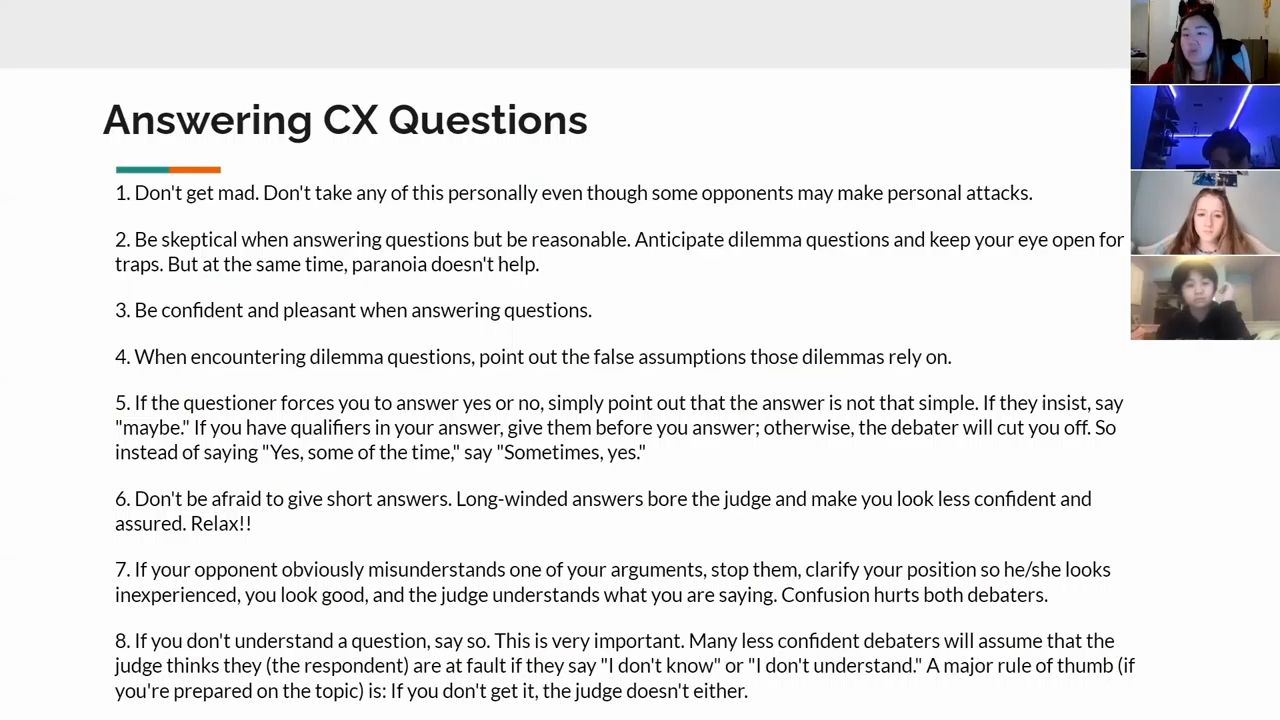 Answering CX Questions
1. Don't get mad. Don't take any of this personally even though some opponents may make personal attacks.
2. Be skeptical when answering questions but be reasonable. Anticipate dilemma questions and keep your eye open for
traps. But at the same time, paranoia doesn't help.
3. Be confident and pleasant when answering questions.
4. When encountering dilemma questions, point out the false assumptions those dilemmas rely on.
5. If the questioner forces you to answer yes or no, simply point out that the answer is not that simple. If they insist, say
"maybe." If you have qualifiers in your answer, give them before you answer; otherwise, the debater will cut you off. So
instead of saying "Yes, some of the time," say "Sometimes, yes."
6. Don't be afraid to give short answers. Long-winded answers bore the judge and make you look less confident and
assured. Relax!!
7. If your opponent obviously misunderstands one of your arguments, stop them, clarify your position so he/she looks
inexperienced, you look good, and the judge understands what you are saying. Confusion hurts both debaters.
8. If you don't understand a question, say so. This is very important. Many less confident debaters will assume that the
judge thinks they (the respondent) are at fault if they say "I don't know" or "I don't understand." A major rule of thumb (if
you're prepared on the topic) is: If you don't get it, the judge doesn't either.